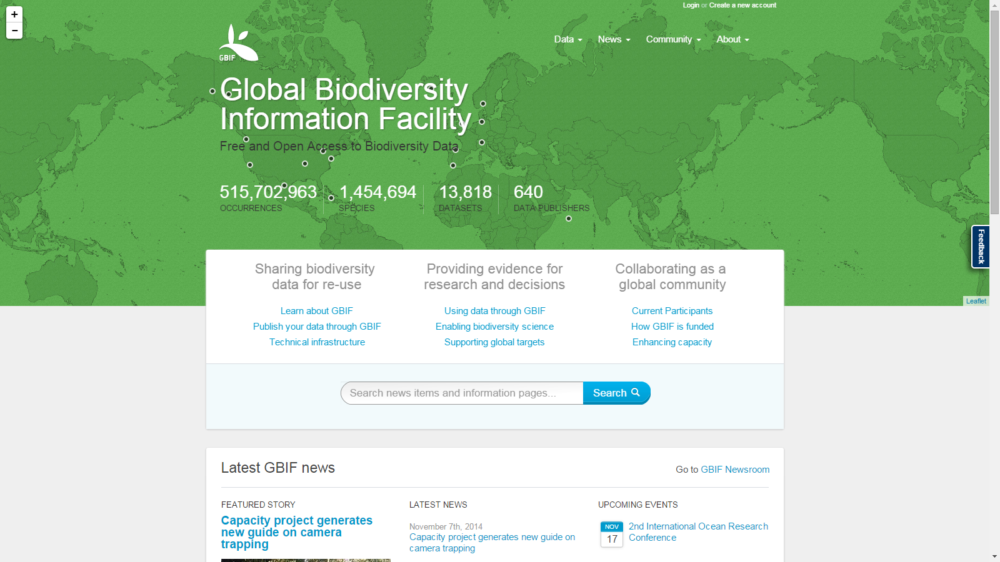 +
−
Login or Create a new account
GBIF
Data
News
Community
About
Global Biodiversity
Information Facility
Free and Open Access to Biodiversity Data
515,702,963
OCCURRENCES
1,454,694
SPECIES
13,818
DATASETS
640
DATA PUBLISHERS
Feedback
Leaflet
Sharing biodiversity
data for re-use
Learn about GBIF
Publish your data through GBIF
Technical infrastructure
Providing evidence for
research and decisions
Using data through GBIF
Enabling biodiversity science
Supporting global targets
Collaborating as a
global community
Current Participants
How GBIF is funded
Enhancing capacity
Search news items and information pages...
Search
Latest GBIF news
Go to GBIF Newsroom
FEATURED STORY
Capacity project generates
new guide on camera
trapping
LATEST NEWS
November 7th, 2014
Capacity project generates new guide on
camera trapping
UPCOMING EVENTS
NOV
17
2nd International Ocean Research
Conference